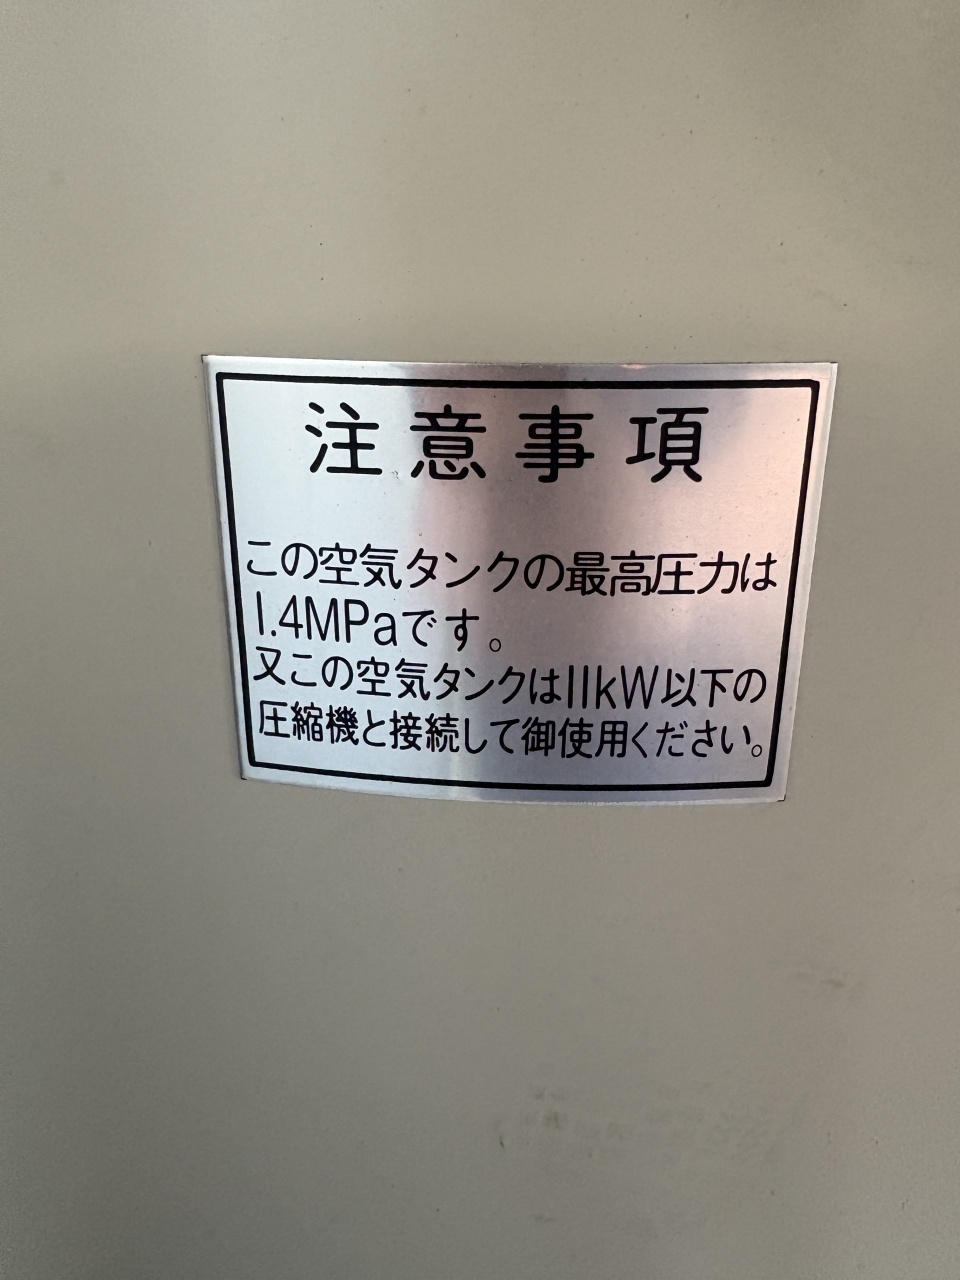 注意事項
この空気タンクの最高圧力は
1.4MPaです。
又この空気タンクは11kW以下の
圧縮機と接続して御使用ください。